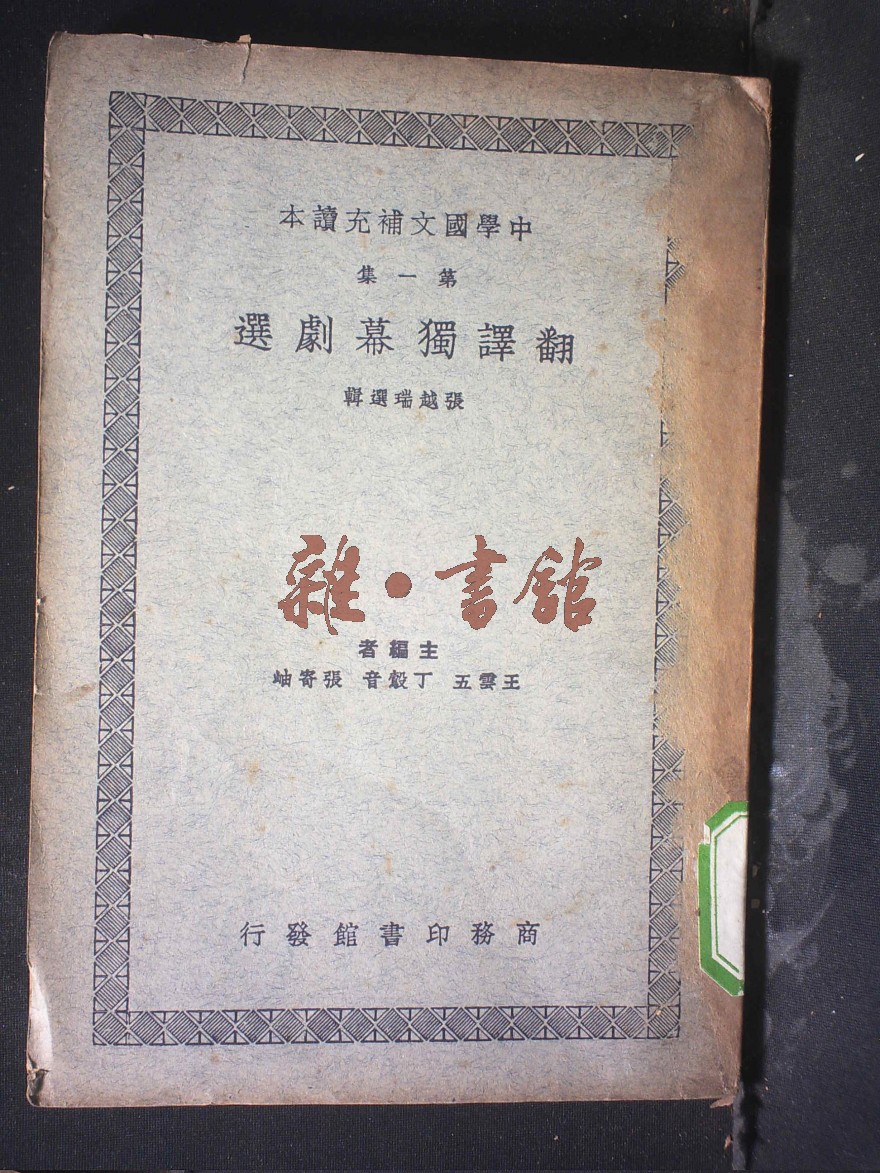 中學國文補充讀本
第一集
翻譯獨幕劇選
張越瑞選輯
雜·書館
主編者
王雲五 丁瑴音 張寄岫
商務印書館發行